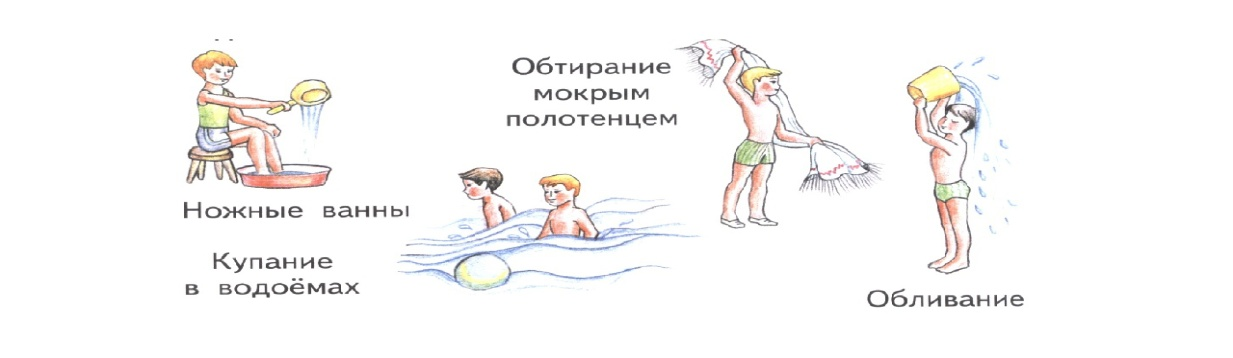 Обтирание
мокрым
полотенцем
Ножные ванны
Купание
в водоёмах
Обливание